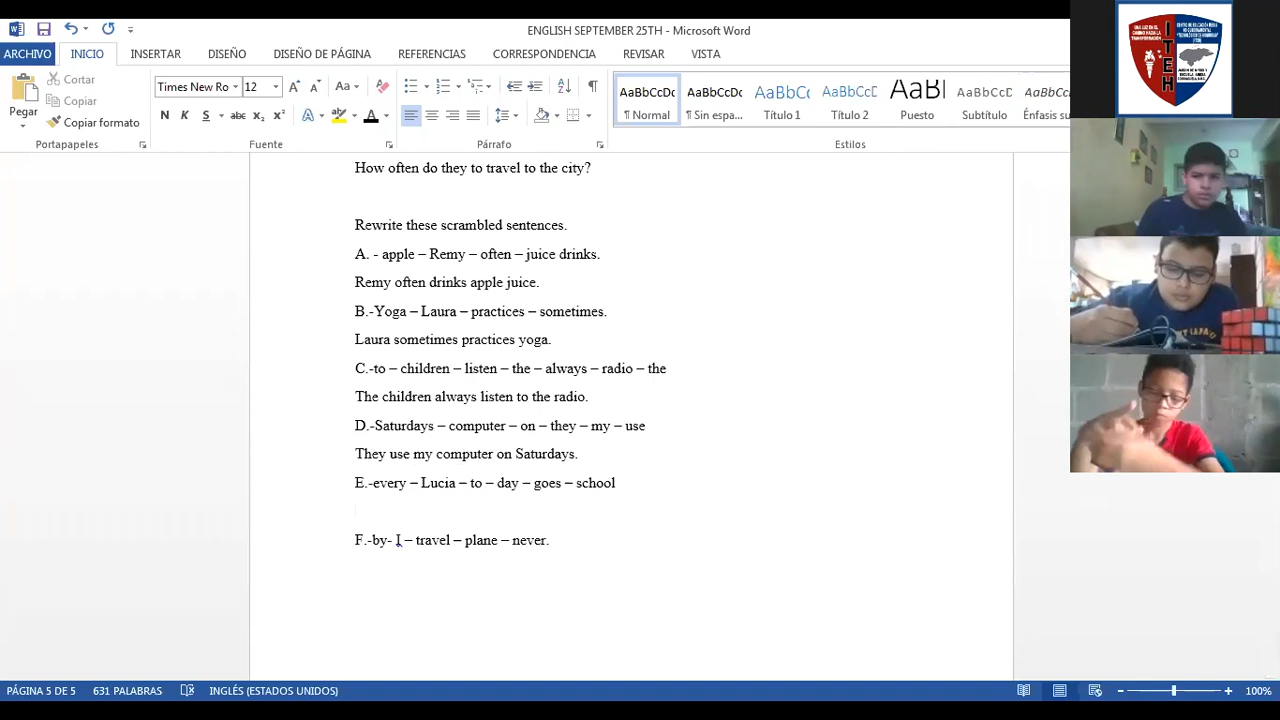 ENGLISH SEPTEMBER 25TH - Microsoft Word
ARCHIVO INICIO INSERTAR DISEÑO DISEÑO DE PÁGINA REFERENCIAS CORRESPONDENCIA REVISAR VISTA
Pegar
Cortar
Copiar
Copiar formato
Portapapeles
Times New Ro 12
N K S abc x₂ x²
Fuente
Párrafo
AaBbCcDc AaBbCcDc AaBbCc AaBbCcD AaBl AaBbCcD AaBbCcDc
¶ Normal ¶ Sin espa... Título 1 Título 2 Puesto Subtítulo Énfasis su
Estilos
How often do they to travel to the city?
Rewrite these scrambled sentences.
A. - apple – Remy – often – juice drinks.
Remy often drinks apple juice.
B.-Yoga – Laura – practices – sometimes.
Laura sometimes practices yoga.
C.-to – children – listen – the – always – radio – the
The children always listen to the radio.
D.-Saturdays – computer – on – they – my – use
They use my computer on Saturdays.
E.-every – Lucia – to – day – goes – school
F.-by- I – travel – plane – never.
PÁGINA 5 DE 5 631 PALABRAS INGLÉS (ESTADOS UNIDOS) 100%
ITEH